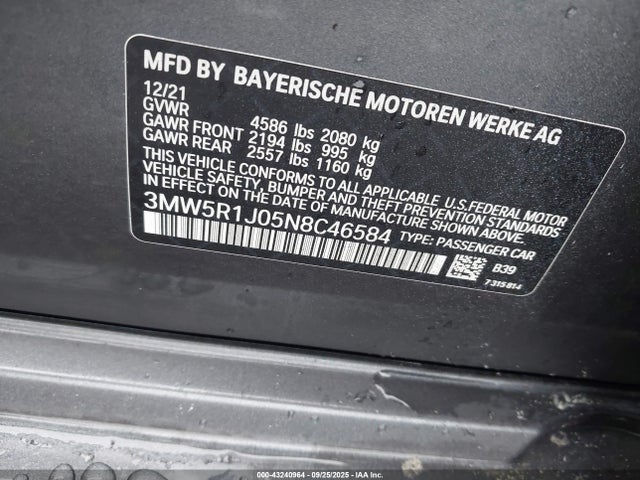 MFD BY BAYERISCHE MOTOREN WERKE AG
12/21
GVWR 4586 lbs 2080 kg
GAWR FRONT 2194 lbs 995 kg
GAWR REAR 2557 lbs 1160 kg
THIS VEHICLE CONFORMS TO ALL APPLICABLE U.S.FEDERAL MOTOR
VEHICLE SAFETY, BUMPER AND THEFT PREVENTION STANDARDS
IN EFFECT ON THE DATE OF MANUFACTURE SHOWN ABOVE.
3MW5R1J05N8C46584 TYPE: PASSENGER CAR
B39
7 315 814
000-43240964 - 09/25/2025 - IAA Inc.